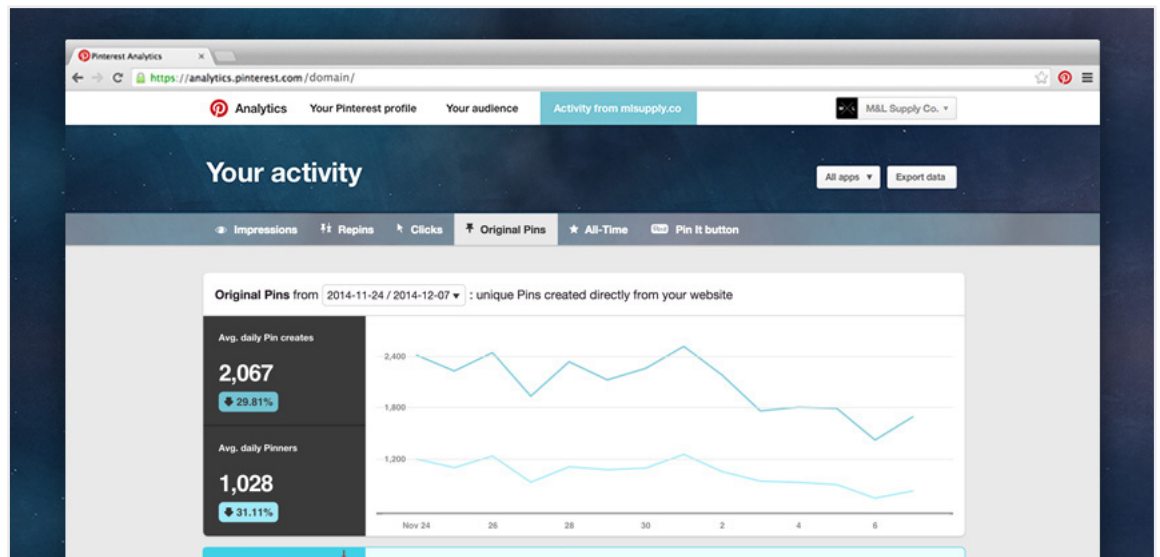 Pinterest Analytics
https://analytics.pinterest.com/domain/
Analytics Your Pinterest profile Your audience Activity from mlsupply.co M&L Supply Co.
Your activity
All apps Export data
Impressions Repins Clicks Original Pins All-Time Pin It button
Original Pins from 2014-11-24 / 2014-12-07 : unique Pins created directly from your website
Avg. daily Pin creates
2,067
29.81%
Avg. daily Pinners
1,028
31.11%
2,400
1,800
1,200
Nov 24 26 28 30 2 4 6